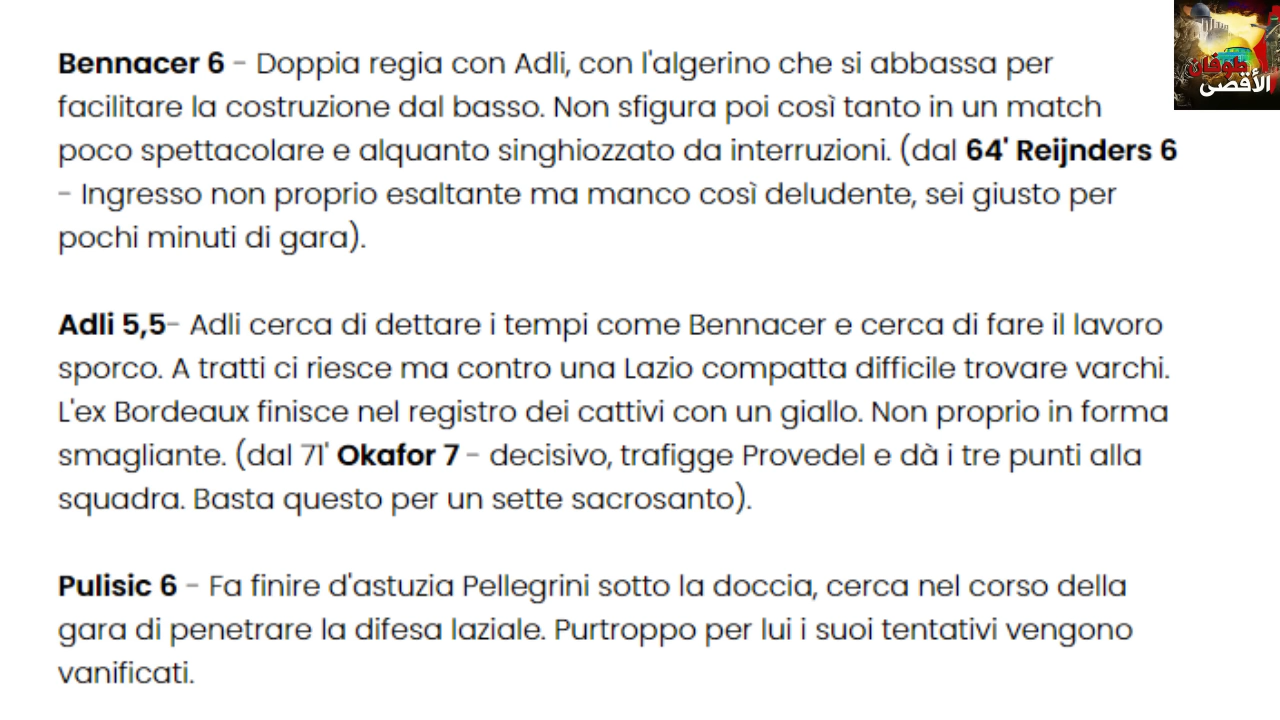 طوفان
الأقصى
Bennacer 6 - Doppia regia con Adli, con l'algerino che si abbassa per
facilitare la costruzione dal basso. Non sfigura poi così tanto in un match
poco spettacolare e alquanto singhiozzato da interruzioni. (dal 64' Reijnders 6
- Ingresso non proprio esaltante ma manco così deludente, sei giusto per
pochi minuti di gara).
Adli 5,5- Adli cerca di dettare i tempi come Bennacer e cerca di fare il lavoro
sporco. A tratti ci riesce ma contro una Lazio compatta difficile trovare varchi.
L'ex Bordeaux finisce nel registro dei cattivi con un giallo. Non proprio in forma
smagliante. (dal 71' Okafor 7 - decisivo, trafigge Provedel e dà i tre punti alla
squadra. Basta questo per un sette sacrosanto).
Pulisic 6 - Fa finire d'astuzia Pellegrini sotto la doccia, cerca nel corso della
gara di penetrare la difesa laziale. Purtroppo per lui i suoi tentativi vengono
vanificati.